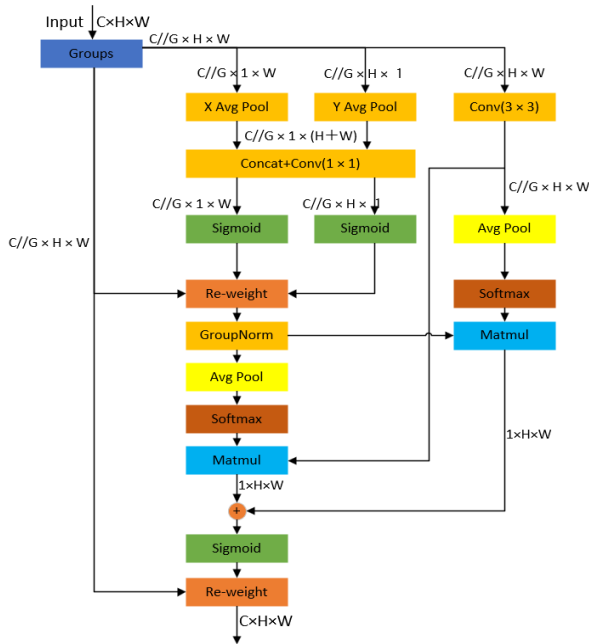 Input
C×H×W
C//G × H × W
Groups
C//G × 1 × W
C//G × H × 1
C//G × H × W
X Avg Pool
Y Avg Pool
Conv(3 × 3)
C//G × 1 × (H+W)
Concat+Conv(1 × 1)
C//G × H × W
C//G × 1 × W
C//G × H × 1
Sigmoid
Sigmoid
Avg Pool
C//G × H × W
Re-weight
Softmax
GroupNorm
Matmul
Avg Pool
Softmax
1×H×W
Matmul
1×H×W
+
Sigmoid
Re-weight
C×H×W